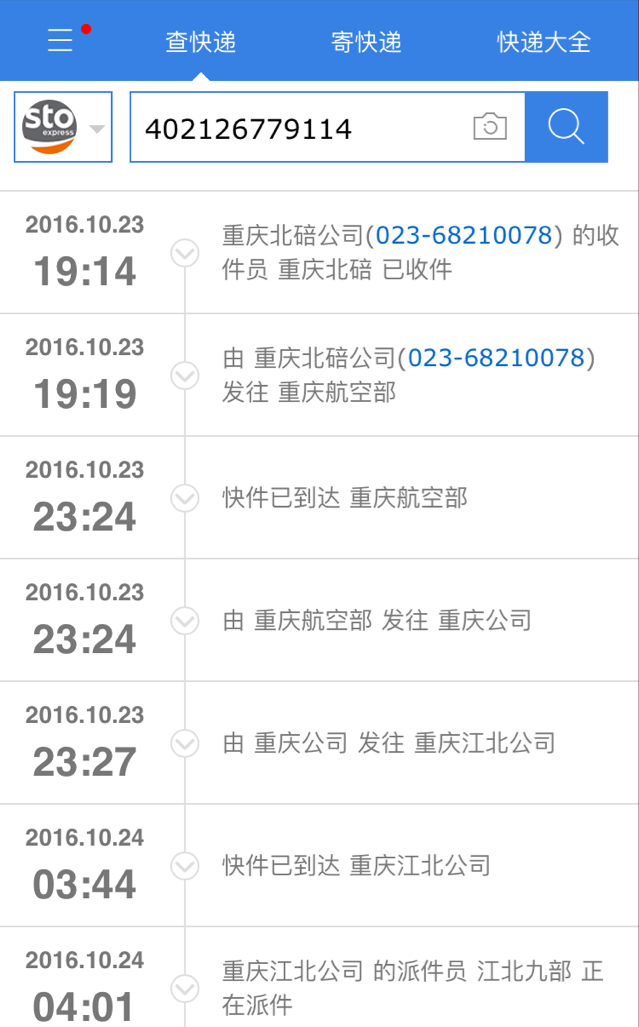 查快递 寄快递 快递大全
sto express 402126779114
2016.10.23
19:14
重庆北碚公司(023-68210078) 的收
件员 重庆北碚 已收件
2016.10.23
19:19
由 重庆北碚公司(023-68210078)
发往 重庆航空部
2016.10.23
23:24
快件已到达 重庆航空部
2016.10.23
23:24
由 重庆航空部 发往 重庆公司
2016.10.23
23:27
由 重庆公司 发往 重庆江北公司
2016.10.24
03:44
快件已到达 重庆江北公司
2016.10.24
04:01
重庆江北公司 的派件员 江北九部 正
在派件